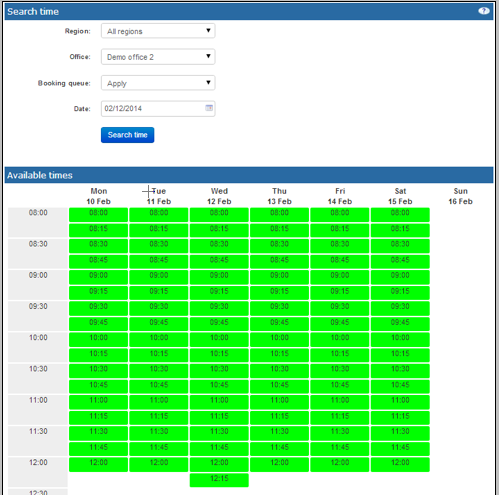 Search time ?
Region: All regions
Office: Demo office 2
Booking queue: Apply
Date: 02/12/2014
Search time
Available times
Mon Tue Wed Thu Fri Sat Sun
10 Feb 11 Feb 12 Feb 13 Feb 14 Feb 15 Feb 16 Feb
08:00 08:00 08:00 08:00 08:00 08:00 08:00
08:15 08:15 08:15 08:15 08:15 08:15
08:30 08:30 08:30 08:30 08:30 08:30 08:30
08:45 08:45 08:45 08:45 08:45 08:45
09:00 09:00 09:00 09:00 09:00 09:00 09:00
09:15 09:15 09:15 09:15 09:15 09:15
09:30 09:30 09:30 09:30 09:30 09:30 09:30
09:45 09:45 09:45 09:45 09:45 09:45
10:00 10:00 10:00 10:00 10:00 10:00 10:00
10:15 10:15 10:15 10:15 10:15 10:15
10:30 10:30 10:30 10:30 10:30 10:30 10:30
10:45 10:45 10:45 10:45 10:45 10:45
11:00 11:00 11:00 11:00 11:00 11:00 11:00
11:15 11:15 11:15 11:15 11:15 11:15
11:30 11:30 11:30 11:30 11:30 11:30 11:30
11:45 11:45 11:45 11:45 11:45 11:45
12:00 12:00 12:00 12:00 12:00 12:00 12:00
12:15
12:30